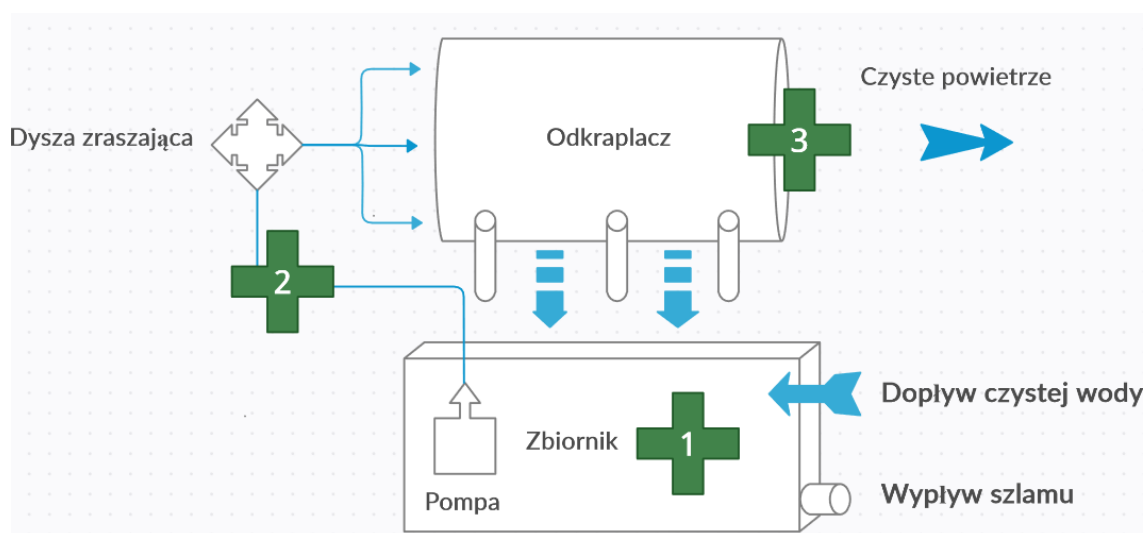 Czyste powietrze
Dysza zraszająca
Odkraplacz
3
2
Dopływ czystej wody
Zbiornik
1
Pompa
Wypływ szlamu